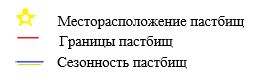 Месторасположение пастбищ
Границы пастбищ
Сезонность пастбищ